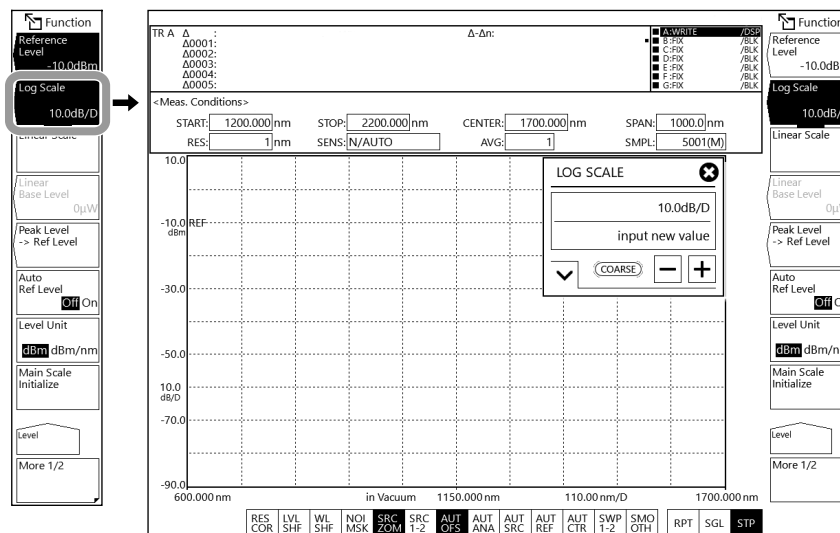 Function
Reference
Level
-10.0dBm
Log Scale
10.0dB/D
Linear Scale
Linear
Base Level
0µW
Peak Level
-> Ref Level
Auto
Ref Level
Off On
Level Unit
dBm dBm/nm
Main Scale
Initialize
Level
More 1/2
TR A Δ :
Δ0001:
Δ0002:
Δ0003:
Δ0004:
Δ0005:
Δ-Δn:
A:WRITE /DSP
B:FIX /BLK
C:FIX /BLK
D:FIX /BLK
E:FIX /BLK
F:FIX /BLK
G:FIX /BLK
<Meas. Conditions>
START: 1200.000 nm STOP: 2200.000 nm CENTER: 1700.000 nm SPAN: 1000.0 nm
RES: 1 nm SENS: N/AUTO AVG: 1 SMPL: 5001(M)
10.0
-10.0 REF
dBm
-30.0
-50.0
10.0
dB/D
-70.0
-90.0
600.000 nm in Vacuum 1150.000 nm 110.00 nm/D 1700.000 nm
LOG SCALE
10.0dB/D
input new value
COARSE
RES COR LVL SHF WL SHF NOI MSK SRC ZOM SRC 1-2 AUT OFS AUT ANA AUT SRC AUT REF AUT CTR SWP 1-2 SMO OTH RPT SGL STP
Function
Reference
Level
-10.0dB
Log Scale
10.0dB/
Linear Scale
Linear
Base Level
0µ
Peak Level
-> Ref Level
Auto
Ref Level
Off
Level Unit
dBm dBm/n
Main Scale
Initialize
Level
More 1/2